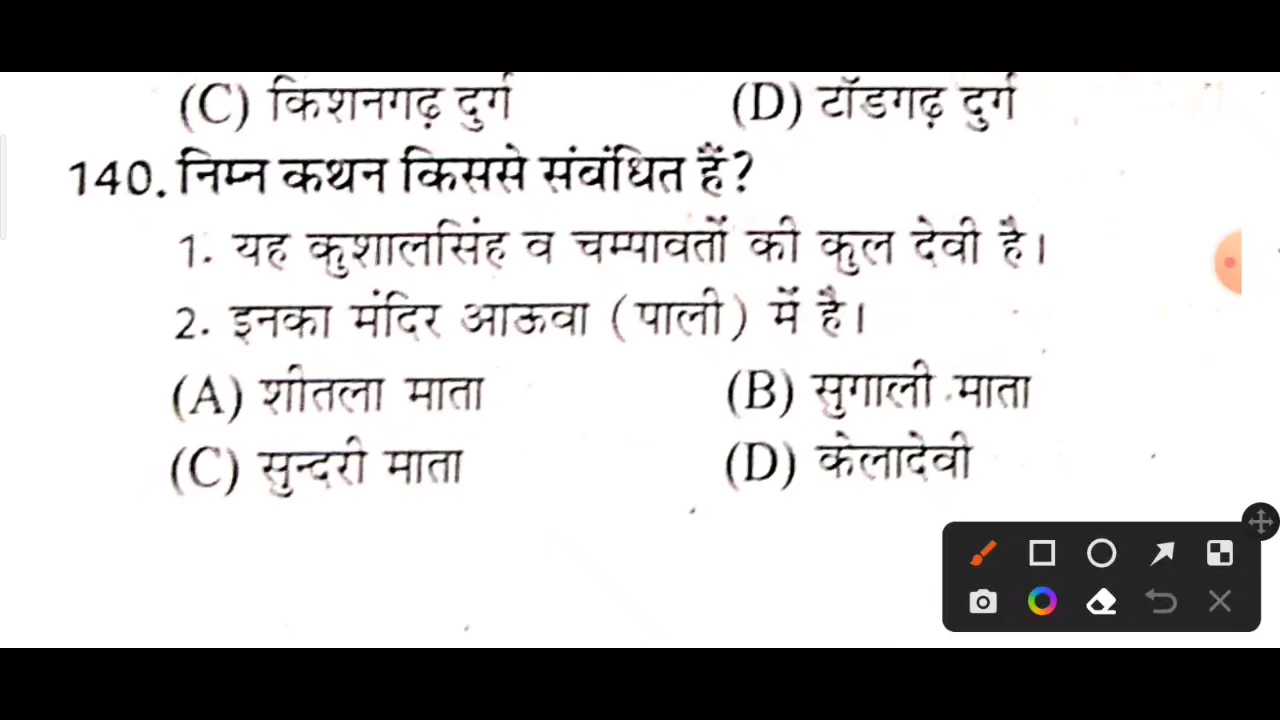 (C) किशनगढ़ दुर्ग (D) टॉडगढ़ दुर्ग
140. निम्न कथन किससे संबंधित हैं?
1. यह कुशालसिंह व चम्पावतों की कुल देवी है।
2. इनका मंदिर आऊवा (पाली) में है।
(A) शीतला माता (B) सुगाली माता
(C) सुन्दरी माता (D) केलादेवी